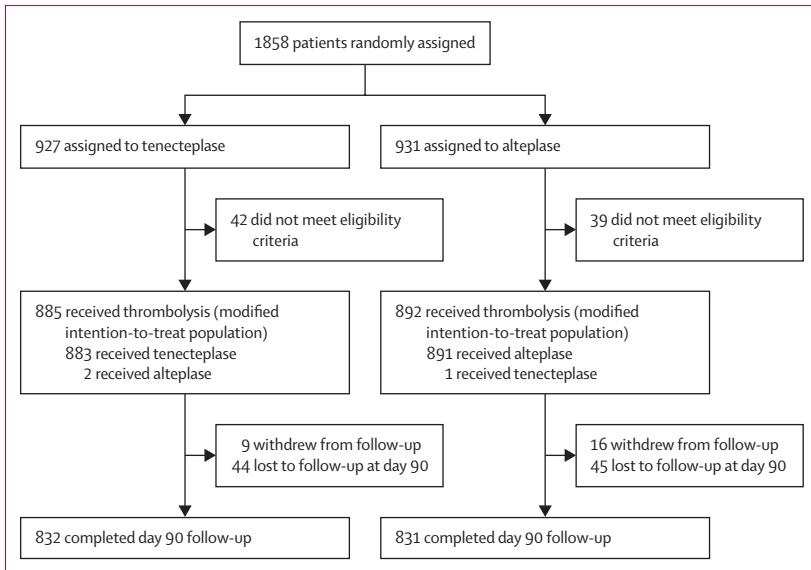 1858 patients randomly assigned
927 assigned to tenecteplase
931 assigned to alteplase
42 did not meet eligibility
criteria
39 did not meet eligibility
criteria
885 received thrombolysis (modified
intention-to-treat population)
883 received tenecteplase
2 received alteplase
892 received thrombolysis (modified
intention-to-treat population)
891 received alteplase
1 received tenecteplase
9 withdrew from follow-up
44 lost to follow-up at day 90
16 withdrew from follow-up
45 lost to follow-up at day 90
832 completed day 90 follow-up
831 completed day 90 follow-up